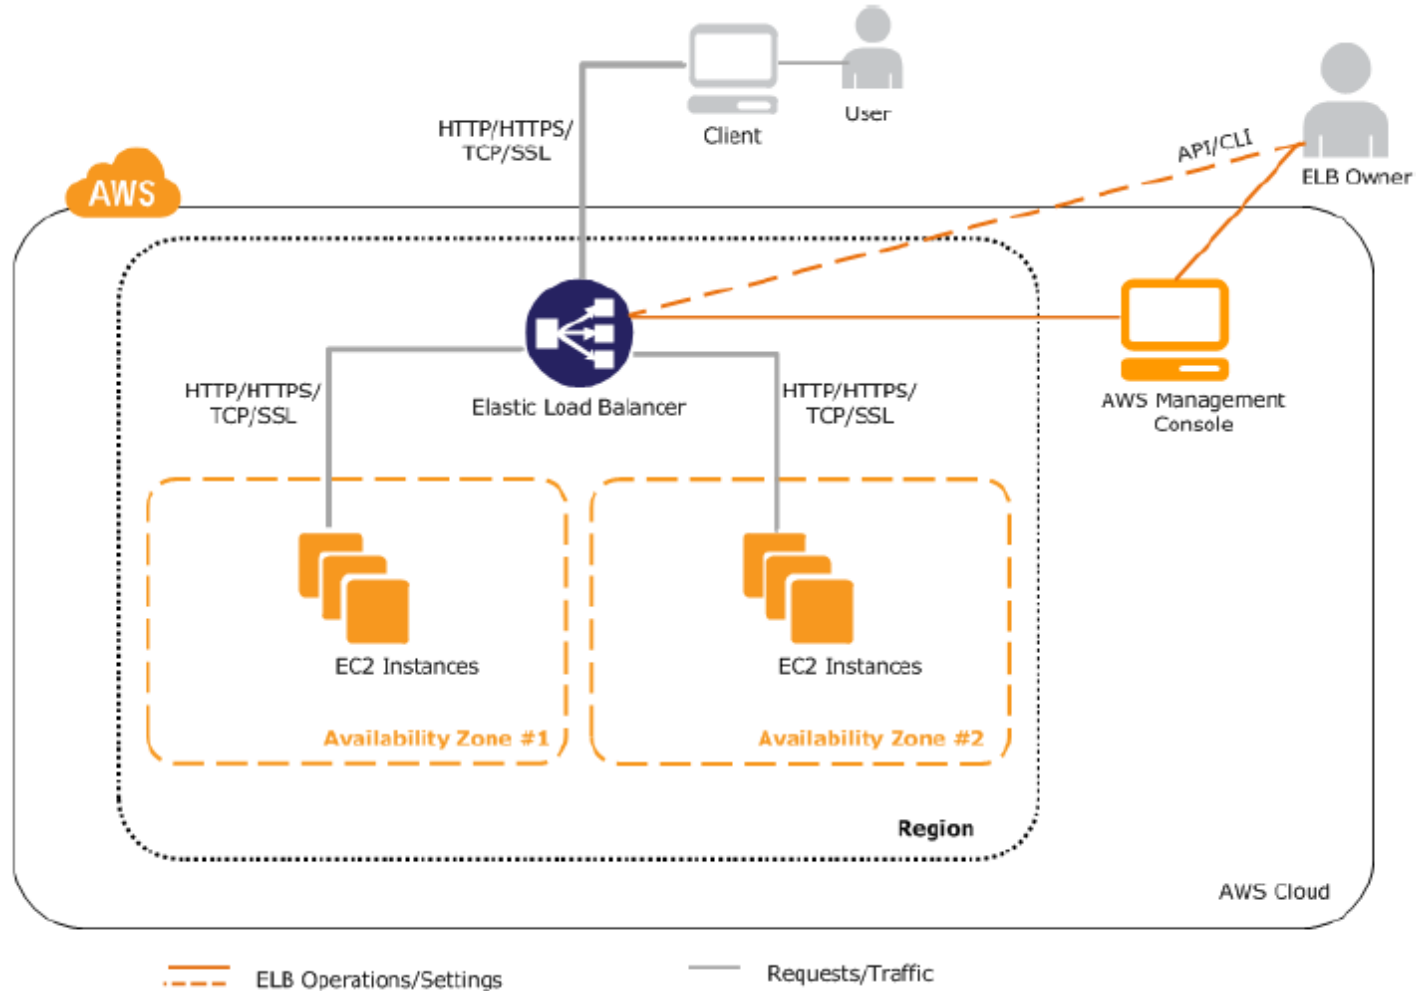 User
Client
HTTP/HTTPS/
TCP/SSL
API/CLI
ELB Owner
AWS
HTTP/HTTPS/
TCP/SSL
Elastic Load Balancer
HTTP/HTTPS/
TCP/SSL
AWS Management
Console
EC2 Instances
EC2 Instances
Availability Zone #1
Availability Zone #2
Region
AWS Cloud
ELB Operations/Settings
Requests/Traffic